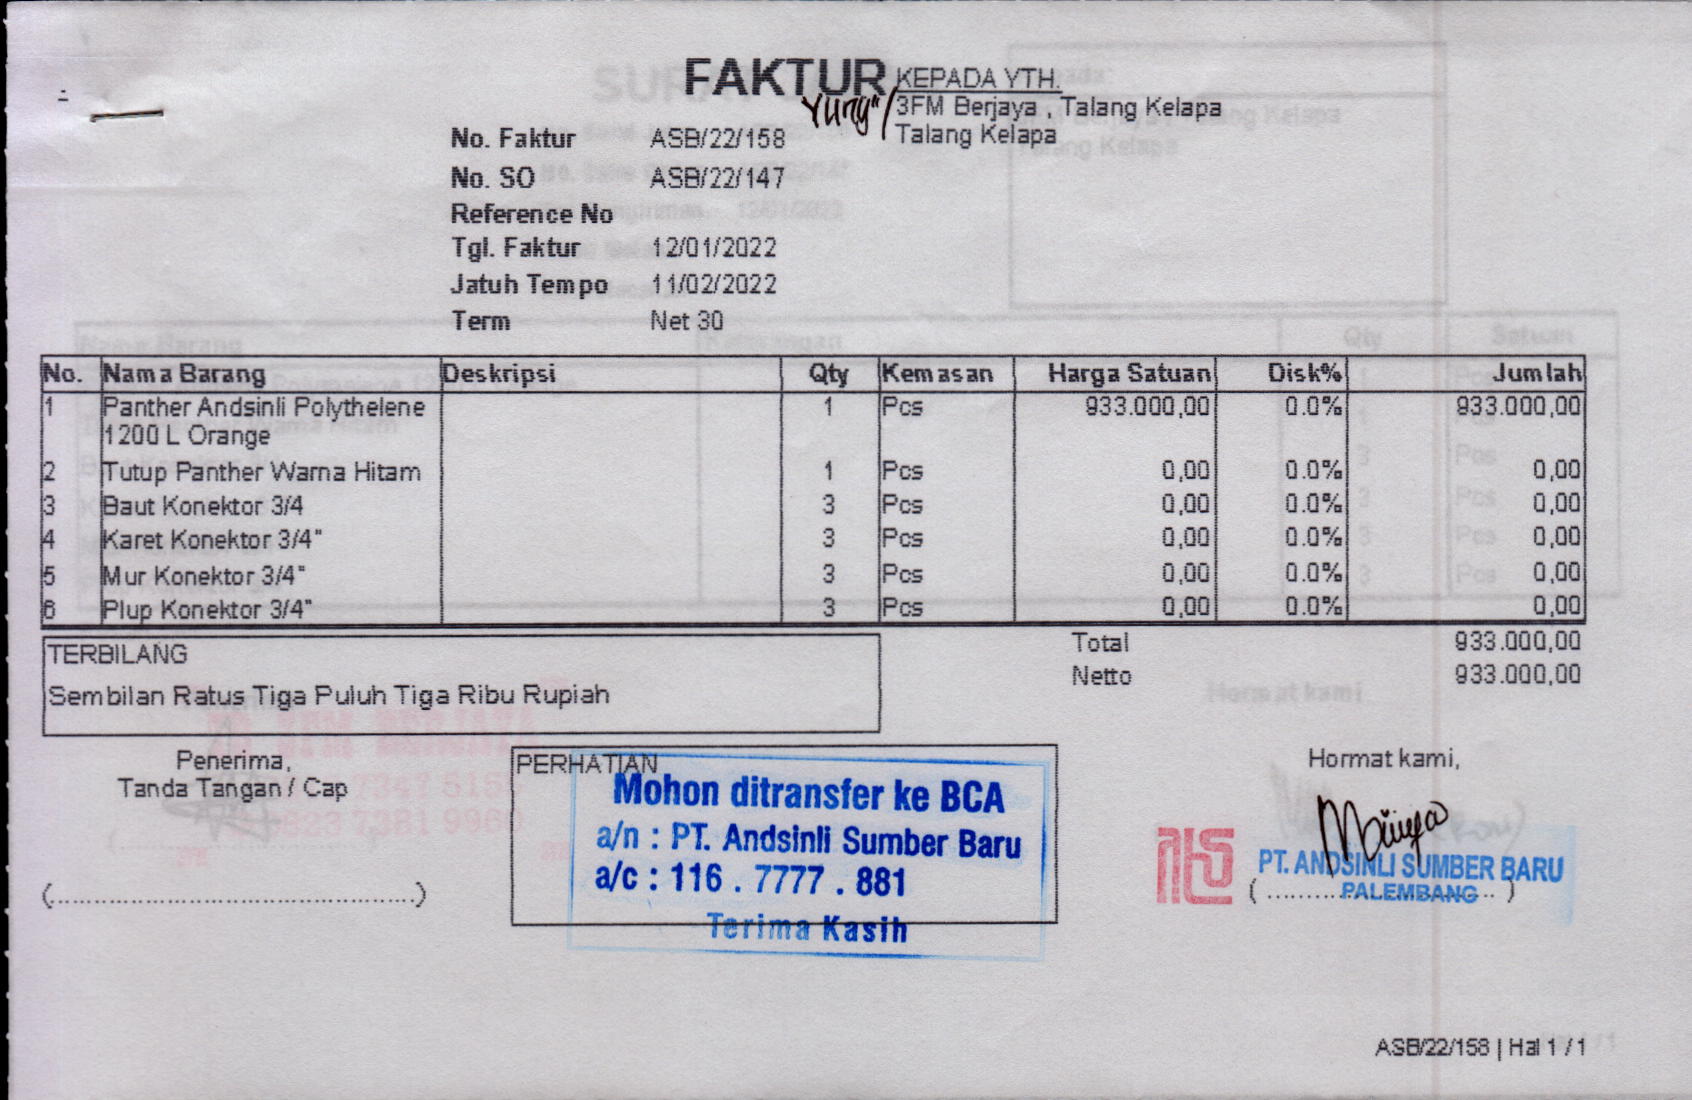 FAKTUR
KEPADA YTH.
Yung"/
3FM Berjaya , Talang Kelapa
Talang Kelapa
No. Faktur ASB/22/158
No. SO ASB/22/147
Reference No
Tgl. Faktur 12/01/2022
Jatuh Tempo 11/02/2022
Term Net 30
No. Nama Barang Deskripsi Qty Kemasan Harga Satuan Disk% Jumlah
1 Panther Andsinli Polythelene 1 Pcs 933.000,00 0.0% 933.000,00
1200 L Orange
2 Tutup Panther Warna Hitam 1 Pcs 0,00 0.0% 0,00
3 Baut Konektor 3/4 3 Pcs 0,00 0.0% 0,00
4 Karet Konektor 3/4" 3 Pcs 0,00 0.0% 0,00
5 Mur Konektor 3/4" 3 Pcs 0,00 0.0% 0,00
6 Plup Konektor 3/4" 3 Pcs 0,00 0.0% 0,00
TERBILANG
Sembilan Ratus Tiga Puluh Tiga Ribu Rupiah
Total 933.000,00
Netto 933.000,00
Penerima,
Tanda Tangan / Cap
(..........................................)
PERHATIAN
Mohon ditransfer ke BCA
a/n : PT. Andsinli Sumber Baru
a/c : 116 . 7777 . 881
Terima Kasih
Hormat kami,
PT. ANDSINLI SUMBER BARU
PALEMBANG
ASB/22/158 | Hal 1 / 1